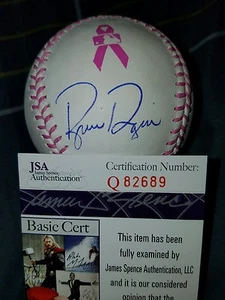 JSA
James Spence
Authentication
Certification Number:
Q 82689
Basic Cert
This item has been
fully examined by
James Spence Authentication, LLC
and it is our considered
opinion that the